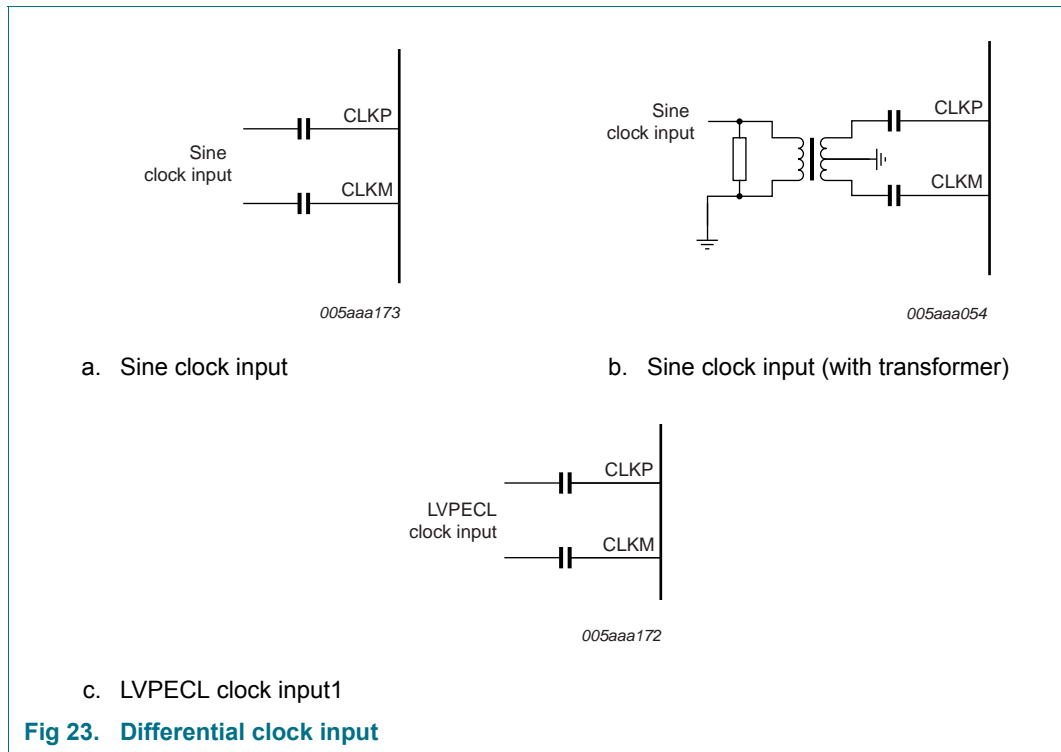 Sine
clock input
CLKP
CLKM
005aaa173
a. Sine clock input
Sine
clock input
CLKP
CLKM
005aaa054
b. Sine clock input (with transformer)
LVPECL
clock input
CLKP
CLKM
005aaa172
c. LVPECL clock input1
Fig 23. Differential clock input